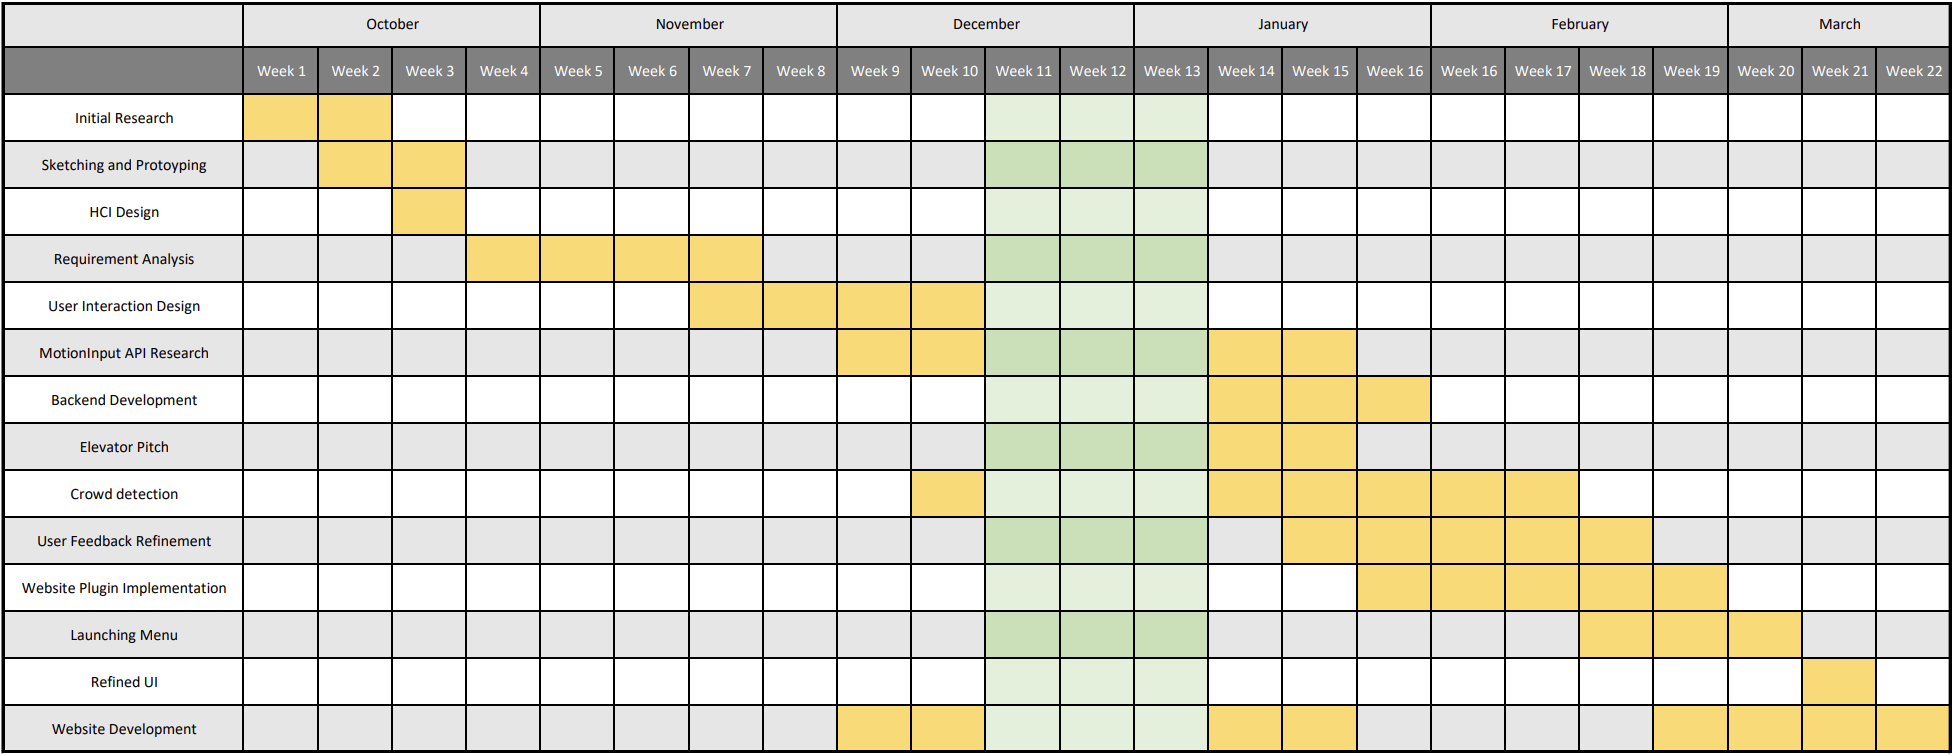 October November December January February March
Week 1 Week 2 Week 3 Week 4 Week 5 Week 6 Week 7 Week 8 Week 9 Week 10 Week 11 Week 12 Week 13 Week 14 Week 15 Week 16 Week 16 Week 17 Week 18 Week 19 Week 20 Week 21 Week 22
Initial Research
Sketching and Protoyping
HCI Design
Requirement Analysis
User Interaction Design
MotionInput API Research
Backend Development
Elevator Pitch
Crowd detection
User Feedback Refinement
Website Plugin Implementation
Launching Menu
Refined UI
Website Development